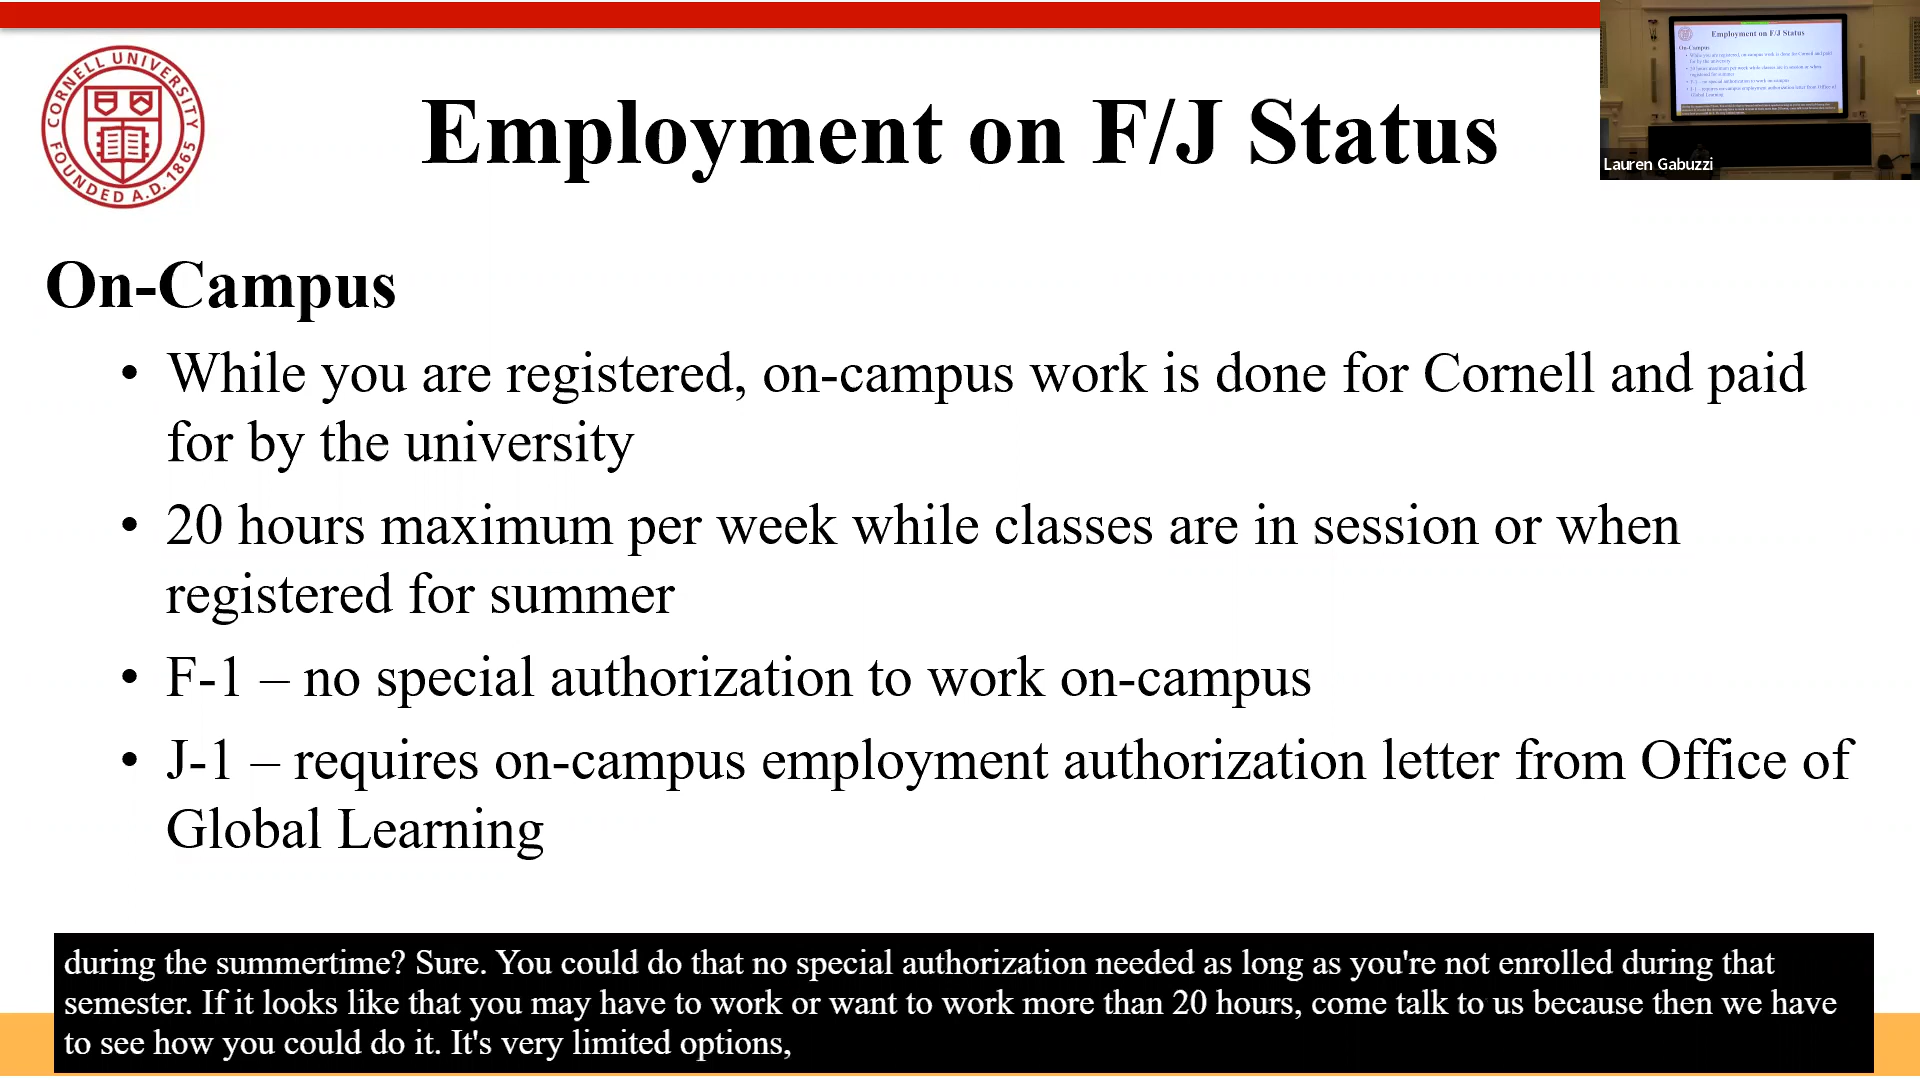 CORNELL UNIVERSITY
FOUNDED A.D. 1865
Employment on F/J Status
Employment on F/J Status
On-Campus
Lauren Gabuzzi
On-Campus
• While you are registered, on-campus work is done for Cornell and paid
for by the university
• 20 hours maximum per week while classes are in session or when
registered for summer
• F-1 – no special authorization to work on-campus
• J-1 – requires on-campus employment authorization letter from Office of
Global Learning
during the summertime? Sure. You could do that no special authorization needed as long as you're not enrolled during that
semester. If it looks like that you may have to work or want to work more than 20 hours, come talk to us because then we have
to see how you could do it. It's very limited options,